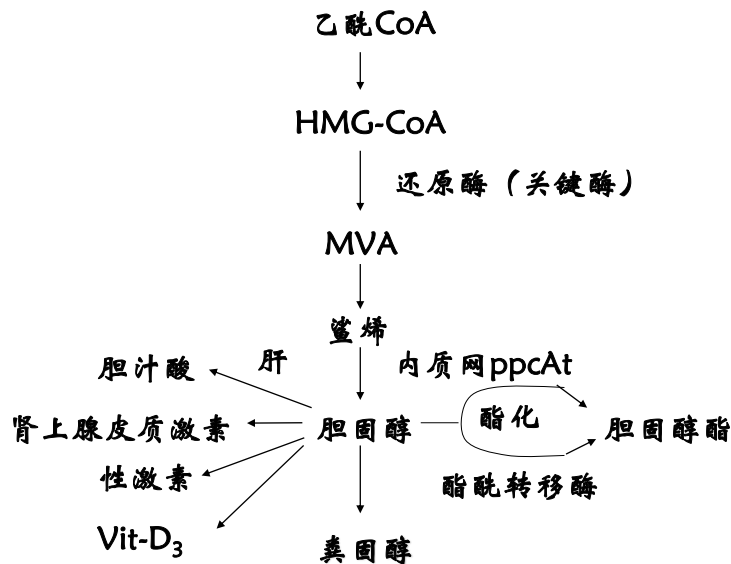 乙酰CoA
HMG-CoA
还原酶（关键酶）
MVA
鲨烯
胆汁酸
肝
内质网ppcAt
肾上腺皮质激素
胆固醇
酯化
胆固醇酯
性激素
酯酰转移酶
Vit-D₃
粪固醇